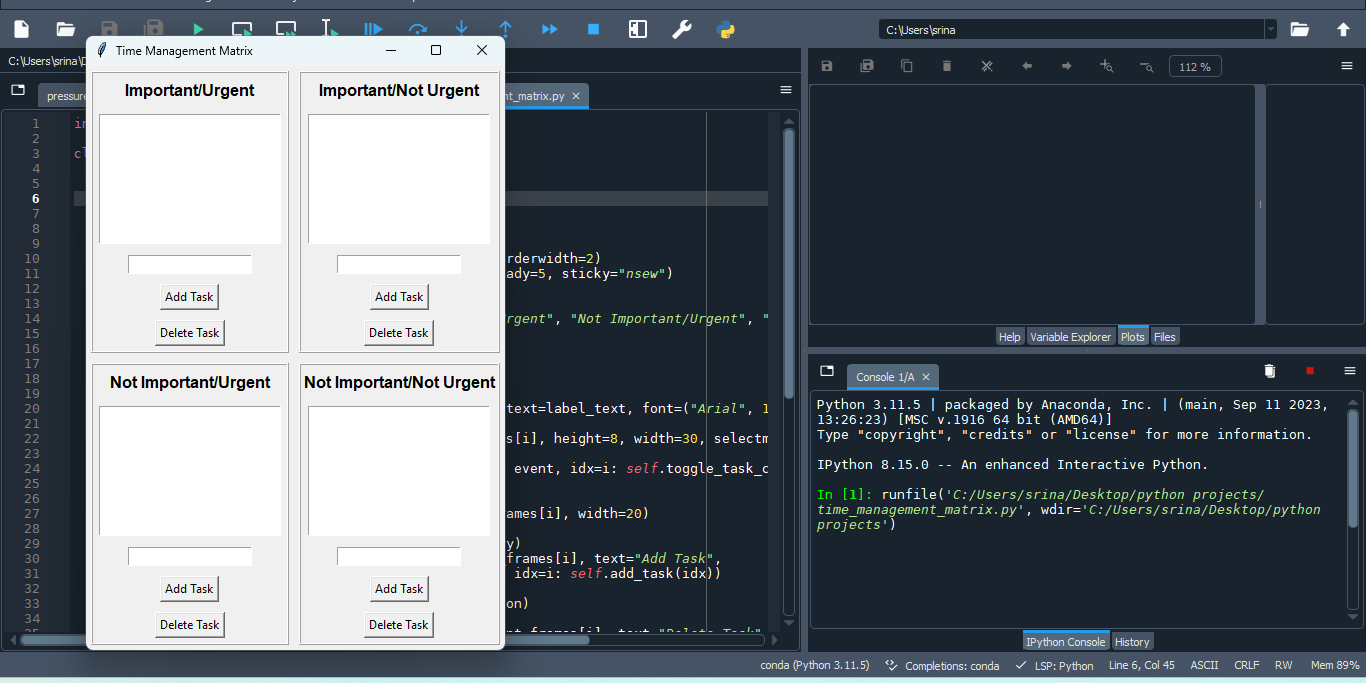 C:\Users\srina
Time Management Matrix
C:\Users\srina\D
112 %
Important/Urgent
Important/Not Urgent
Add Task
Add Task
Delete Task
Delete Task
Not Important/Urgent
Not Important/Not Urgent
Add Task
Add Task
Delete Task
Delete Task
pressure
nt_matrix.py
1
2
3
4
5
6
7
8
9
10 rderwidth=2)
11 ady=5, sticky="nsew")
12
13
14 rgent", "Not Important/Urgent", "
15
16
17
18
19
20 text=label_text, font=("Arial", 1
21
22 s[i], height=8, width=30, selectm
23
24 event, idx=i: self.toggle_task_c
25
26
27 ames[i], width=20)
28
29 y)
30 frames[i], text="Add Task",
31 idx=i: self.add_task(idx))
32
33 on)
34
Help
Variable Explorer
Plots
Files
Console 1/A
Python 3.11.5 | packaged by Anaconda, Inc. | (main, Sep 11 2023,
13:26:23) [MSC v.1916 64 bit (AMD64)]
Type "copyright", "credits" or "license" for more information.
IPython 8.15.0 -- An enhanced Interactive Python.
In [1]: runfile('C:/Users/srina/Desktop/python projects/
time_management_matrix.py', wdir='C:/Users/srina/Desktop/python
projects')
IPython Console
History
conda (Python 3.11.5)
Completions: conda
LSP: Python
Line 6, Col 45
ASCII
CRLF
RW
Mem 89%